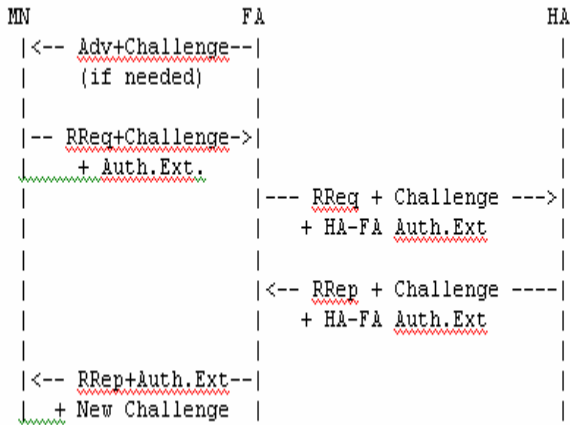 MN FA HA
|<-- Adv+Challenge--| |
| (if needed) | |
| | |
|-- RReq+Challenge->| |
| + Auth.Ext. | |
| |--- RReq + Challenge --->|
| | + HA-FA Auth.Ext |
| | |
| |<-- RRep + Challenge ----|
| | + HA-FA Auth.Ext |
| | |
|<-- RRep+Auth.Ext--| |
| + New Challenge | |